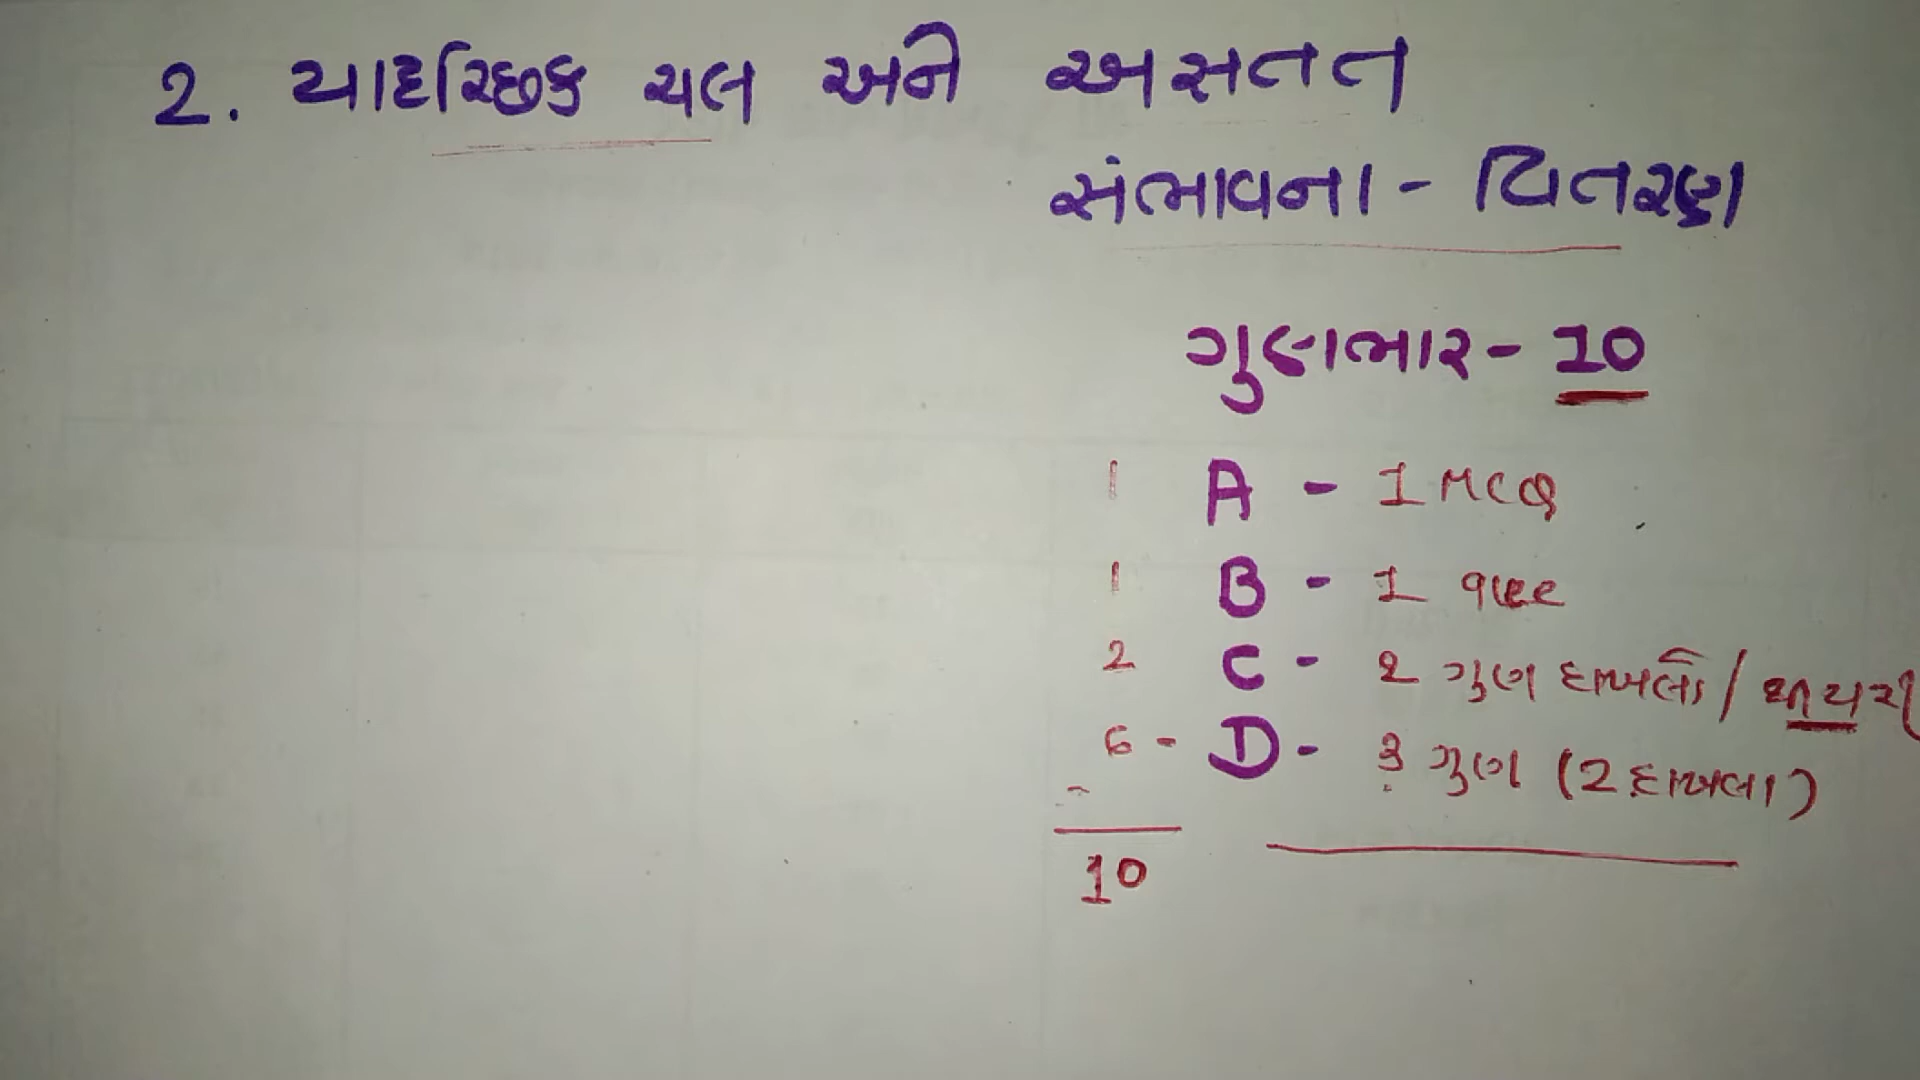 2. યાદૃચ્છિક ચલ અને અસતત
સંભાવના - વિતરણ
ગુણભાર - 10
1 A - 1 MCQ
1 B - 1
2 C - 2 ગુણ દાખલો /
6 - D - 3 ગુણ (2 દાખલા)
10